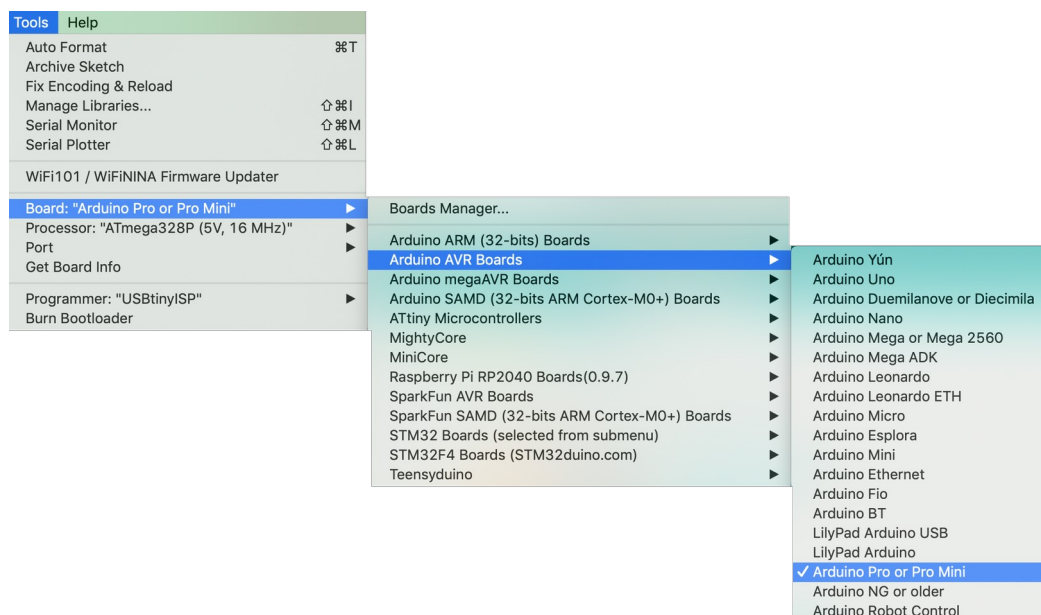 Tools Help
Auto Format ⌘T
Archive Sketch
Fix Encoding & Reload
Manage Libraries... ⇧⌘I
Serial Monitor ⇧⌘M
Serial Plotter ⇧⌘L
WiFi101 / WiFiNINA Firmware Updater
Board: "Arduino Pro or Pro Mini" ▶
Processor: "ATmega328P (5V, 16 MHz)" ▶
Port ▶
Get Board Info
Programmer: "USBtinyISP" ▶
Burn Bootloader
Boards Manager...
Arduino ARM (32-bits) Boards ▶
Arduino AVR Boards ▶
Arduino megaAVR Boards ▶
Arduino SAMD (32-bits ARM Cortex-M0+) Boards ▶
ATtiny Microcontrollers ▶
MightyCore ▶
MiniCore ▶
Raspberry Pi RP2040 Boards(0.9.7) ▶
SparkFun AVR Boards ▶
SparkFun SAMD (32-bits ARM Cortex-M0+) Boards ▶
STM32 Boards (selected from submenu) ▶
STM32F4 Boards (STM32duino.com) ▶
Teensyduino ▶
Arduino Yún
Arduino Uno
Arduino Duemilanove or Diecimila
Arduino Nano
Arduino Mega or Mega 2560
Arduino Mega ADK
Arduino Leonardo
Arduino Leonardo ETH
Arduino Micro
Arduino Esplora
Arduino Mini
Arduino Ethernet
Arduino Fio
Arduino BT
LilyPad Arduino USB
LilyPad Arduino
✓ Arduino Pro or Pro Mini
Arduino NG or older
Arduino Robot Control